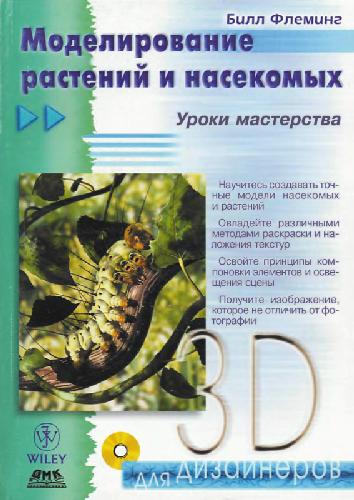 Билл Флеминг
Моделирование
растений и насекомых
Уроки мастерства
Научитесь создавать точ-
ные модели насекомых
и растений
Овладейте различными
методами раскраски и на-
ложения текстур
Освойте принципы ком-
поновки элементов и осве-
щения сцены
Получите изображение,
которое не отличить от фо-
тографии
3D
для дизайнеров
WILEY
ДМК